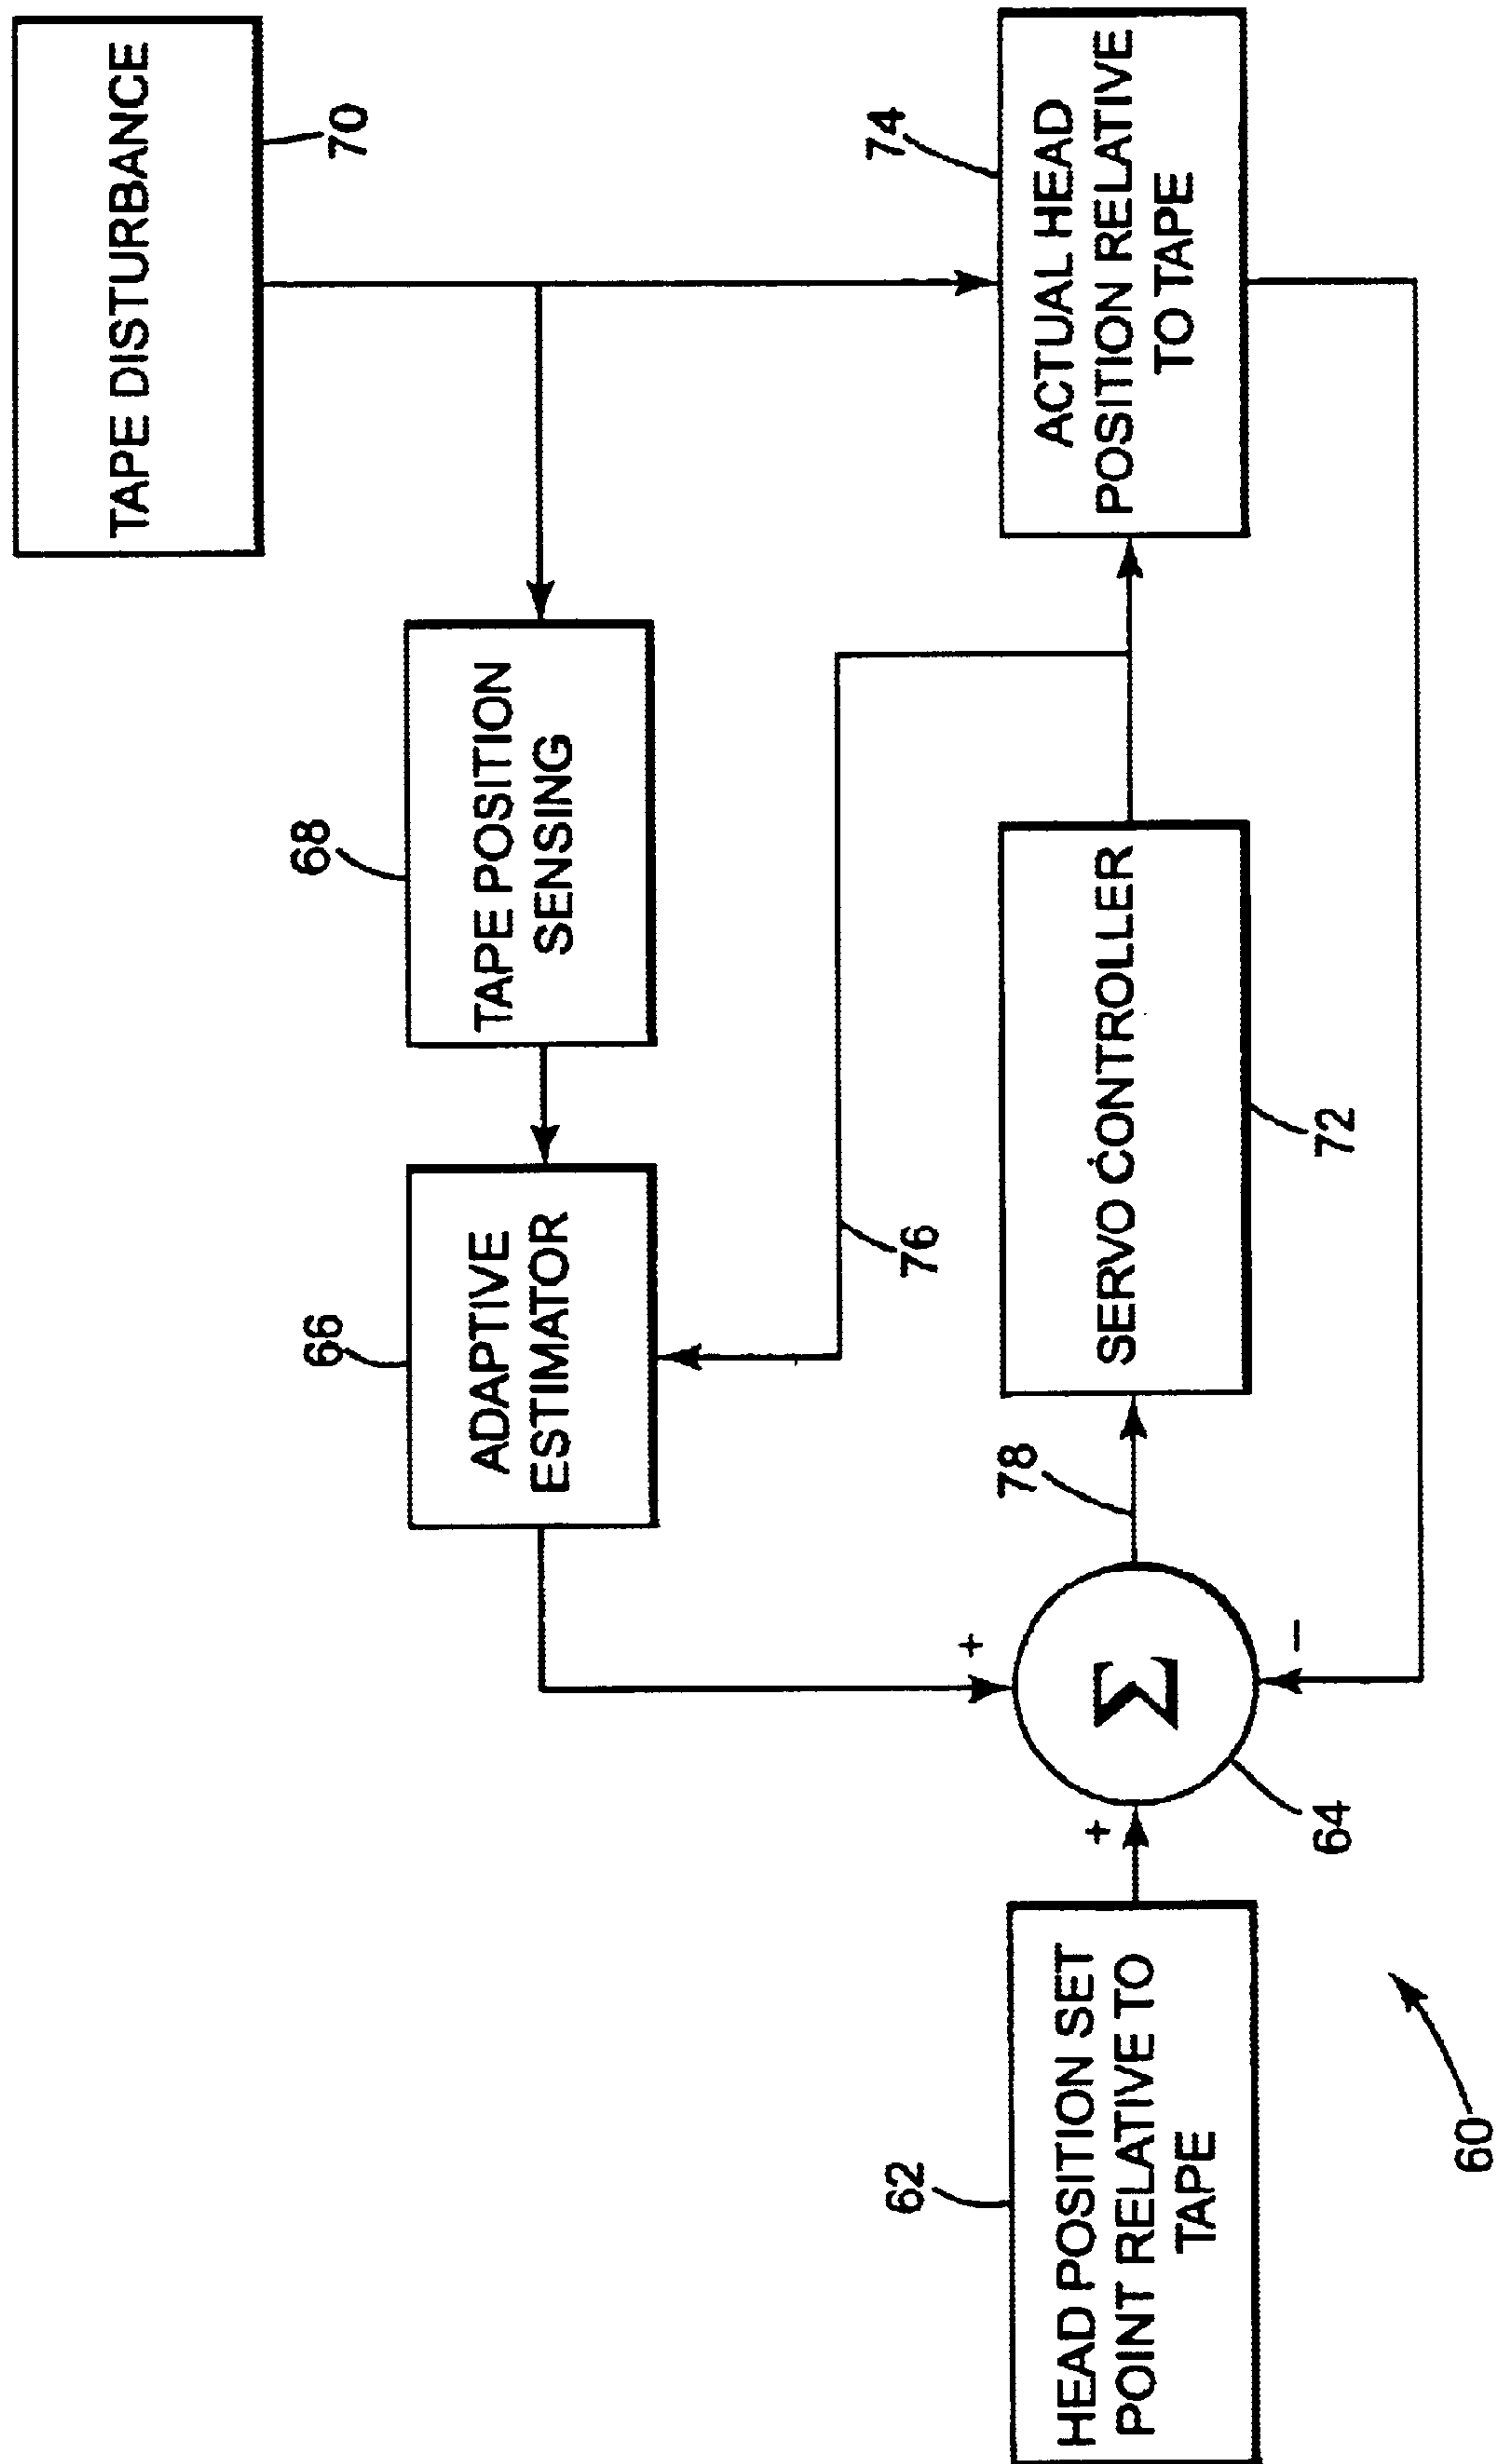 TAPE DISTURBANCE
70
68
TAPE POSITION
SENSING
66
ADAPTIVE
ESTIMATOR
76
74
ACTUAL HEAD
POSITION RELATIVE
TO TAPE
SERVO CONTROLLER
72
78
+
−
Σ
64
+
62
HEAD POSITION SET
POINT RELATIVE TO
TAPE
60